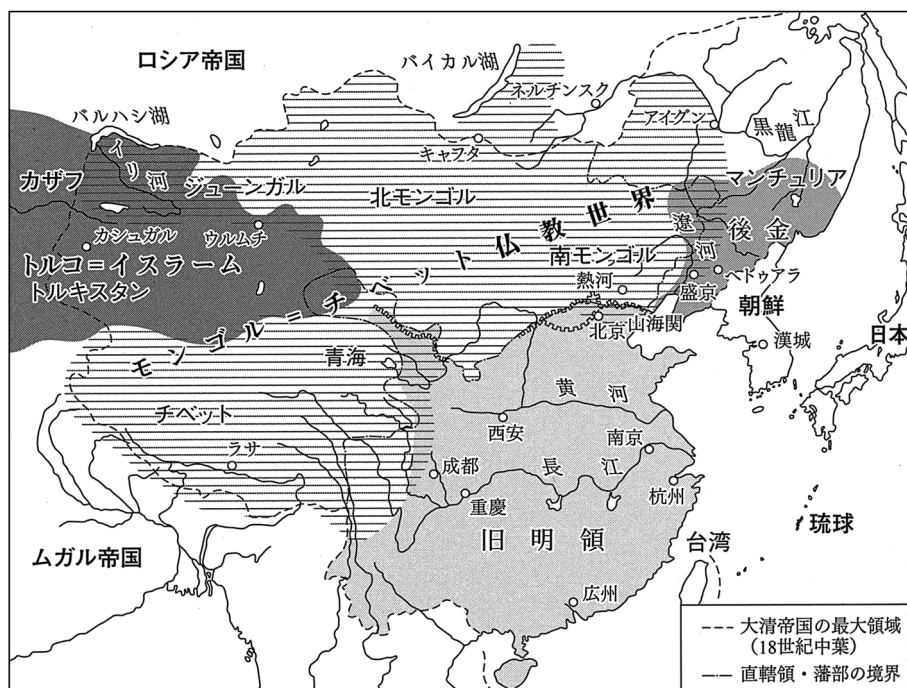 ロシア帝国
バイカル湖
ネルチンスク
バルハシ湖
アイグン
黒龍江
キャフタ
イリ河
カザフ
ジューンガル
北モンゴル
マンチュリア
カシュガル
ウルムチ
遼河
後金
トルコ=イスラーム
トルキスタン
南モンゴル
熱河
盛京
ヘトゥアラ
モンゴル=チベット仏教世界
北京
山海関
朝鮮
漢城
日本
青海
黄河
チベット
西安
南京
ラサ
成都
長江
重慶
杭州
旧明領
琉球
ムガル帝国
台湾
広州
大清帝国の最大領域
(18世紀中葉)
直轄領・藩部の境界